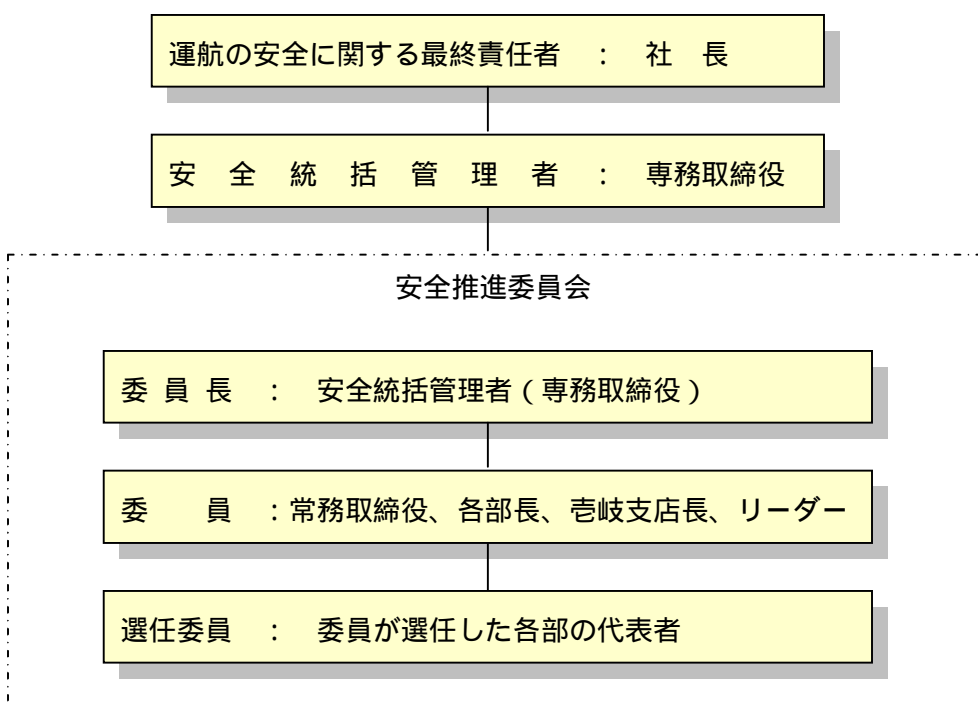 運航の安全に関する最終責任者　：　社　長
安　全　統　括　管　理　者　：　専務取締役
安全推進委員会
委 員 長　：　安全統括管理者（専務取締役）
委　　員　：常務取締役、各部長、壱岐支店長、リーダー
選任委員　：　委員が選任した各部の代表者